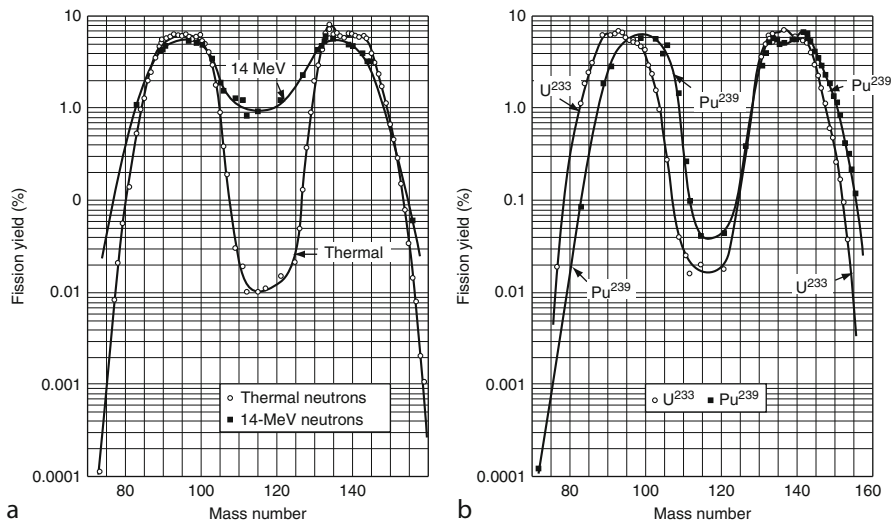 10
1.0
0
0.01
0.001
0.0001
Fission yield (%)
14 MeV
Thermal
Thermal neutrons
14-MeV neutrons
80
100
120
140
Mass number
a
10
1.0
0.1
0.01
0.001
0.0001
Fission yield (%)
U233
Pu239
Pu239
Pu239
U233
U233 Pu239
80
100
120
140
160
Mass number
b